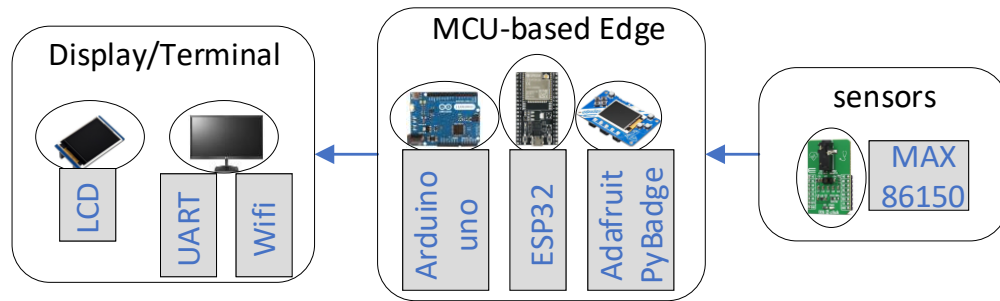 Display/Terminal
LCD
UART
Wifi
MCU-based Edge
Arduino
uno
ESP32
Adafruit
PyBadge
sensors
MAX
86150